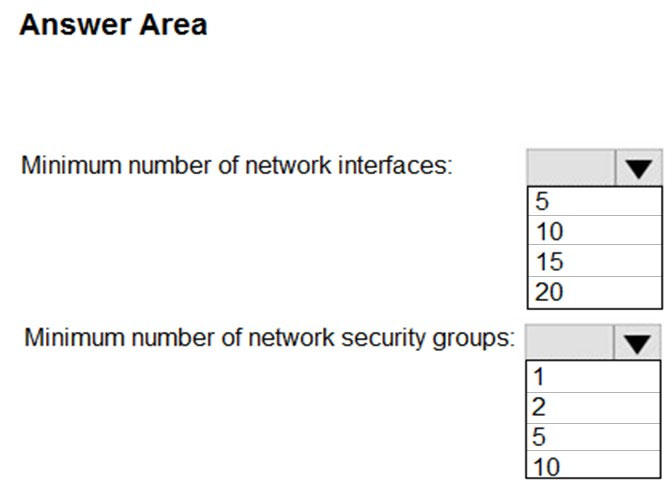 Answer Area
Minimum number of network interfaces:
5
10
15
20
Minimum number of network security groups:
1
2
5
10